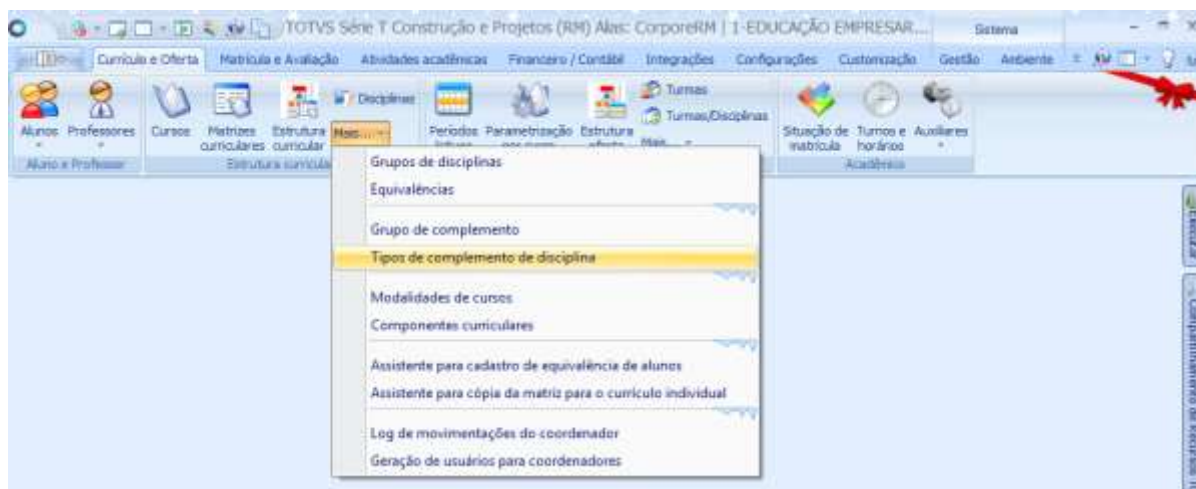 TOTVS Série T Construção e Projetos (RM) Alias: CorporeRM | 1-EDUCAÇÃO EMPRESAR...
Sistema
Currículo e Oferta Matrícula e Avaliação Atividades acadêmicas Financeiro / Contábil Integrações Configurações Customização Gestão Ambiente
Alunos Professores Cursos Matrizes curriculares Estrutura curricular Disciplinas Mais... Períodos Parametrização Estrutura Turmas Turmas/Disciplinas Mais... Situação de matrícula Turnos e horários Auxiliares
Aluno e Professor Estrutura curricular Acadêmico
Grupos de disciplinas
Equivalências
Grupo de complemento
Tipos de complemento de disciplina
Modalidades de cursos
Componentes curriculares
Assistente para cadastro de equivalência de alunos
Assistente para cópia da matriz para o currículo individual
Log de movimentações do coordenador
Geração de usuários para coordenadores